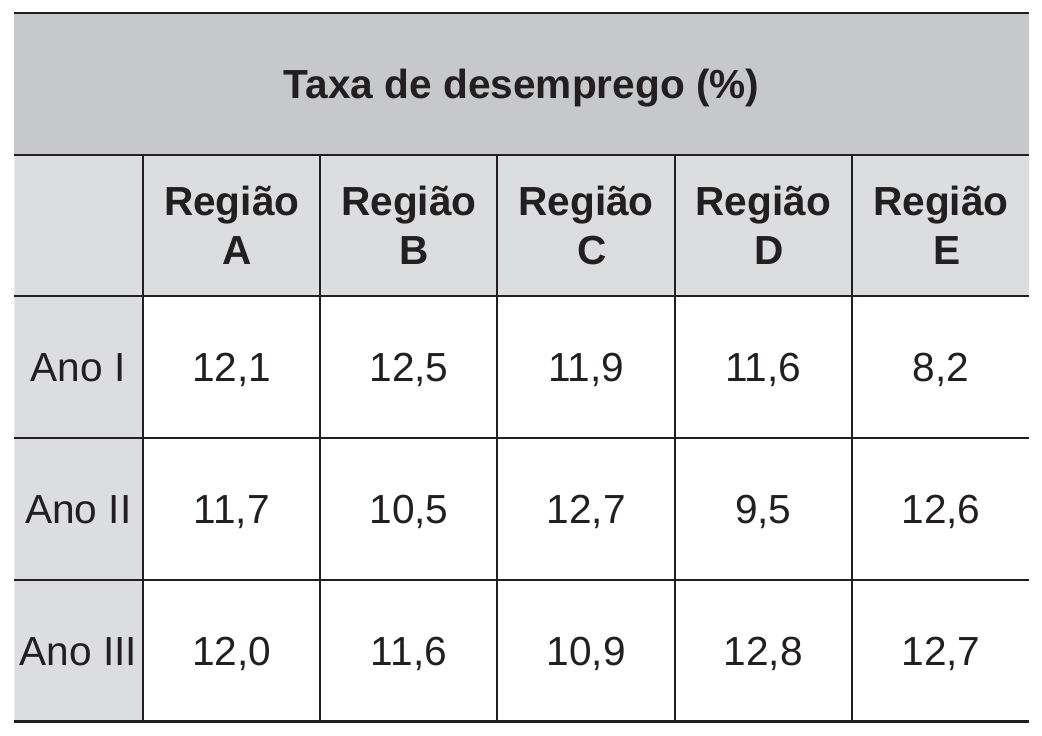 Taxa de desemprego (%)
Região A Região B Região C Região D Região E
Ano I 12,1 12,5 11,9 11,6 8,2
Ano II 11,7 10,5 12,7 9,5 12,6
Ano III 12,0 11,6 10,9 12,8 12,7